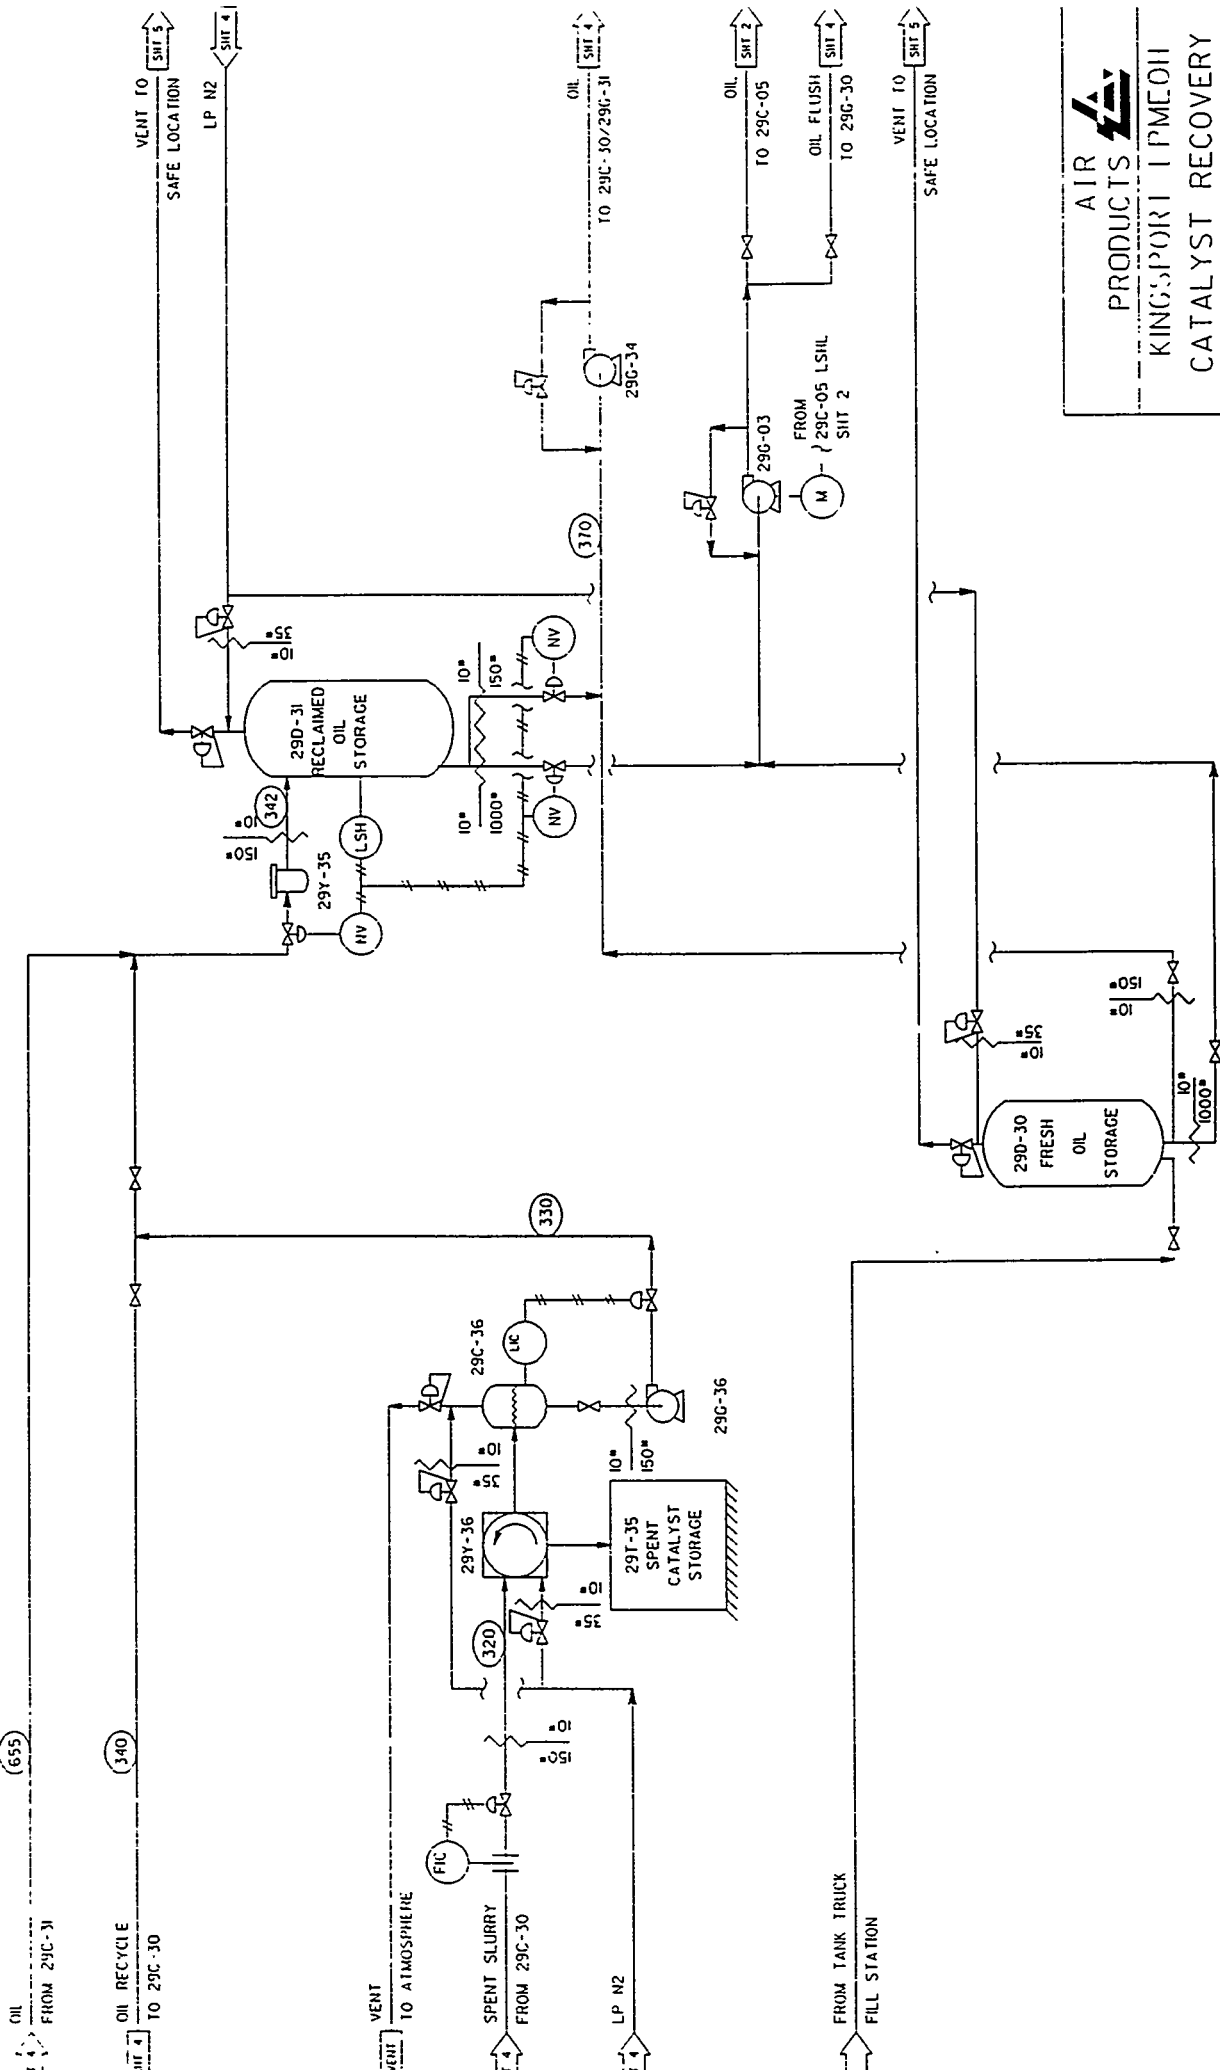 OIL
FROM 29C-31
655
OIL RECYCLE
TO 29C-30
340
VENT
TO ATMOSPHERE
VENT
SPENT SLURRY
FROM 29C-30
FIC
150#
10#
320
LP N2
35#
10#
29Y-36
35#
10#
29C-36
LIC
29T-35
SPENT
CATALYST
STORAGE
10#
150#
29G-36
330
FROM TANK TRUCK
FILL STATION
29D-30
FRESH
OIL
STORAGE
10#
35#
10#
150#
10#
1000#
NV
29Y-35
150#
10#
342
LSH
29D-31
RECLAIMED
OIL
STORAGE
10#
35#
10#
1000#
10#
150#
NV
NV
VENT TO
SAFE LOCATION
SHT 5
LP N2
SHT 4
370
29G-34
OIL
TO 29C-30/29G-31
SHT 4
29G-03
M
FROM
29C-05 LSHL
SHT 2
OIL
TO 29C-05
SHT 2
OIL FLUSH
TO 29G-30
SHT 4
VENT TO
SAFE LOCATION
SHT 5
AIR
PRODUCTS
KINGSPORT LPMEOH
CATALYST RECOVERY